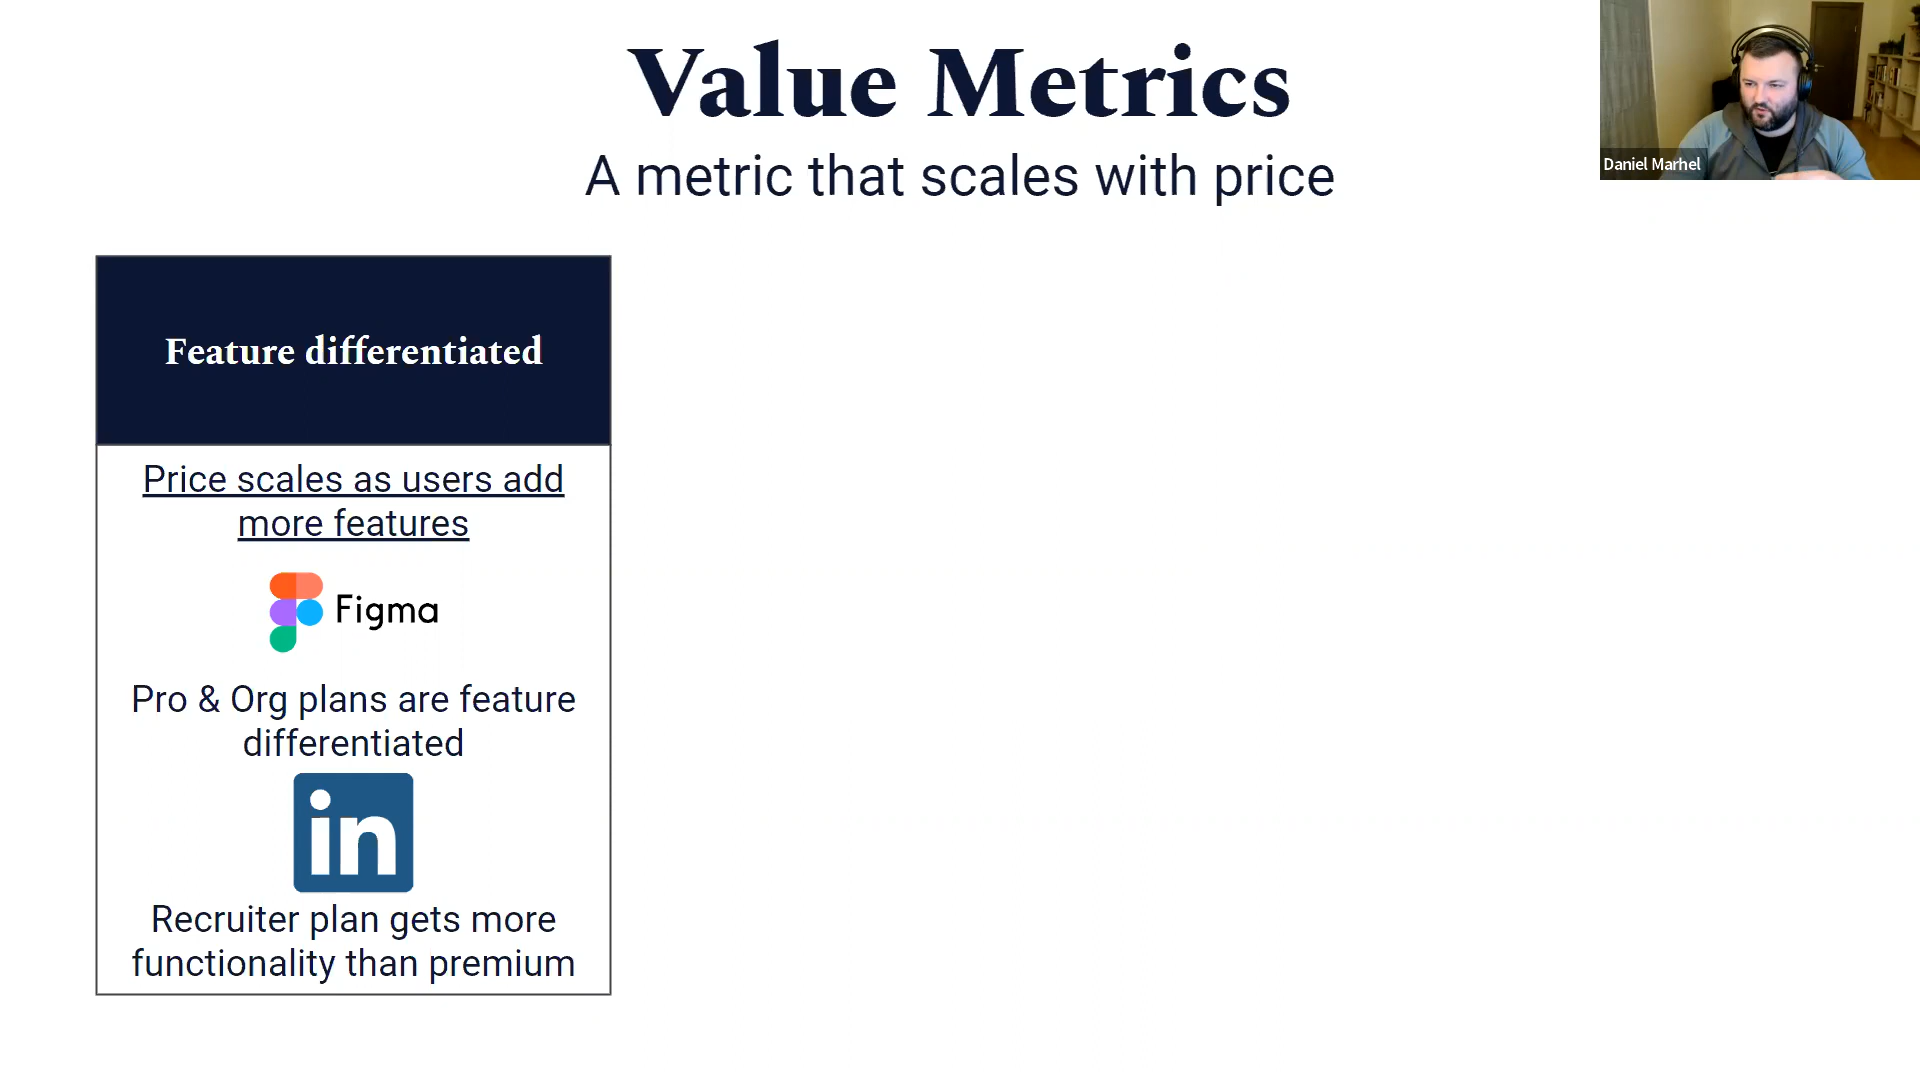 Value Metrics
A metric that scales with price
Daniel Marhel
Feature differentiated
Price scales as users add
more features
Figma
Pro & Org plans are feature
differentiated
in
Recruiter plan gets more
functionality than premium